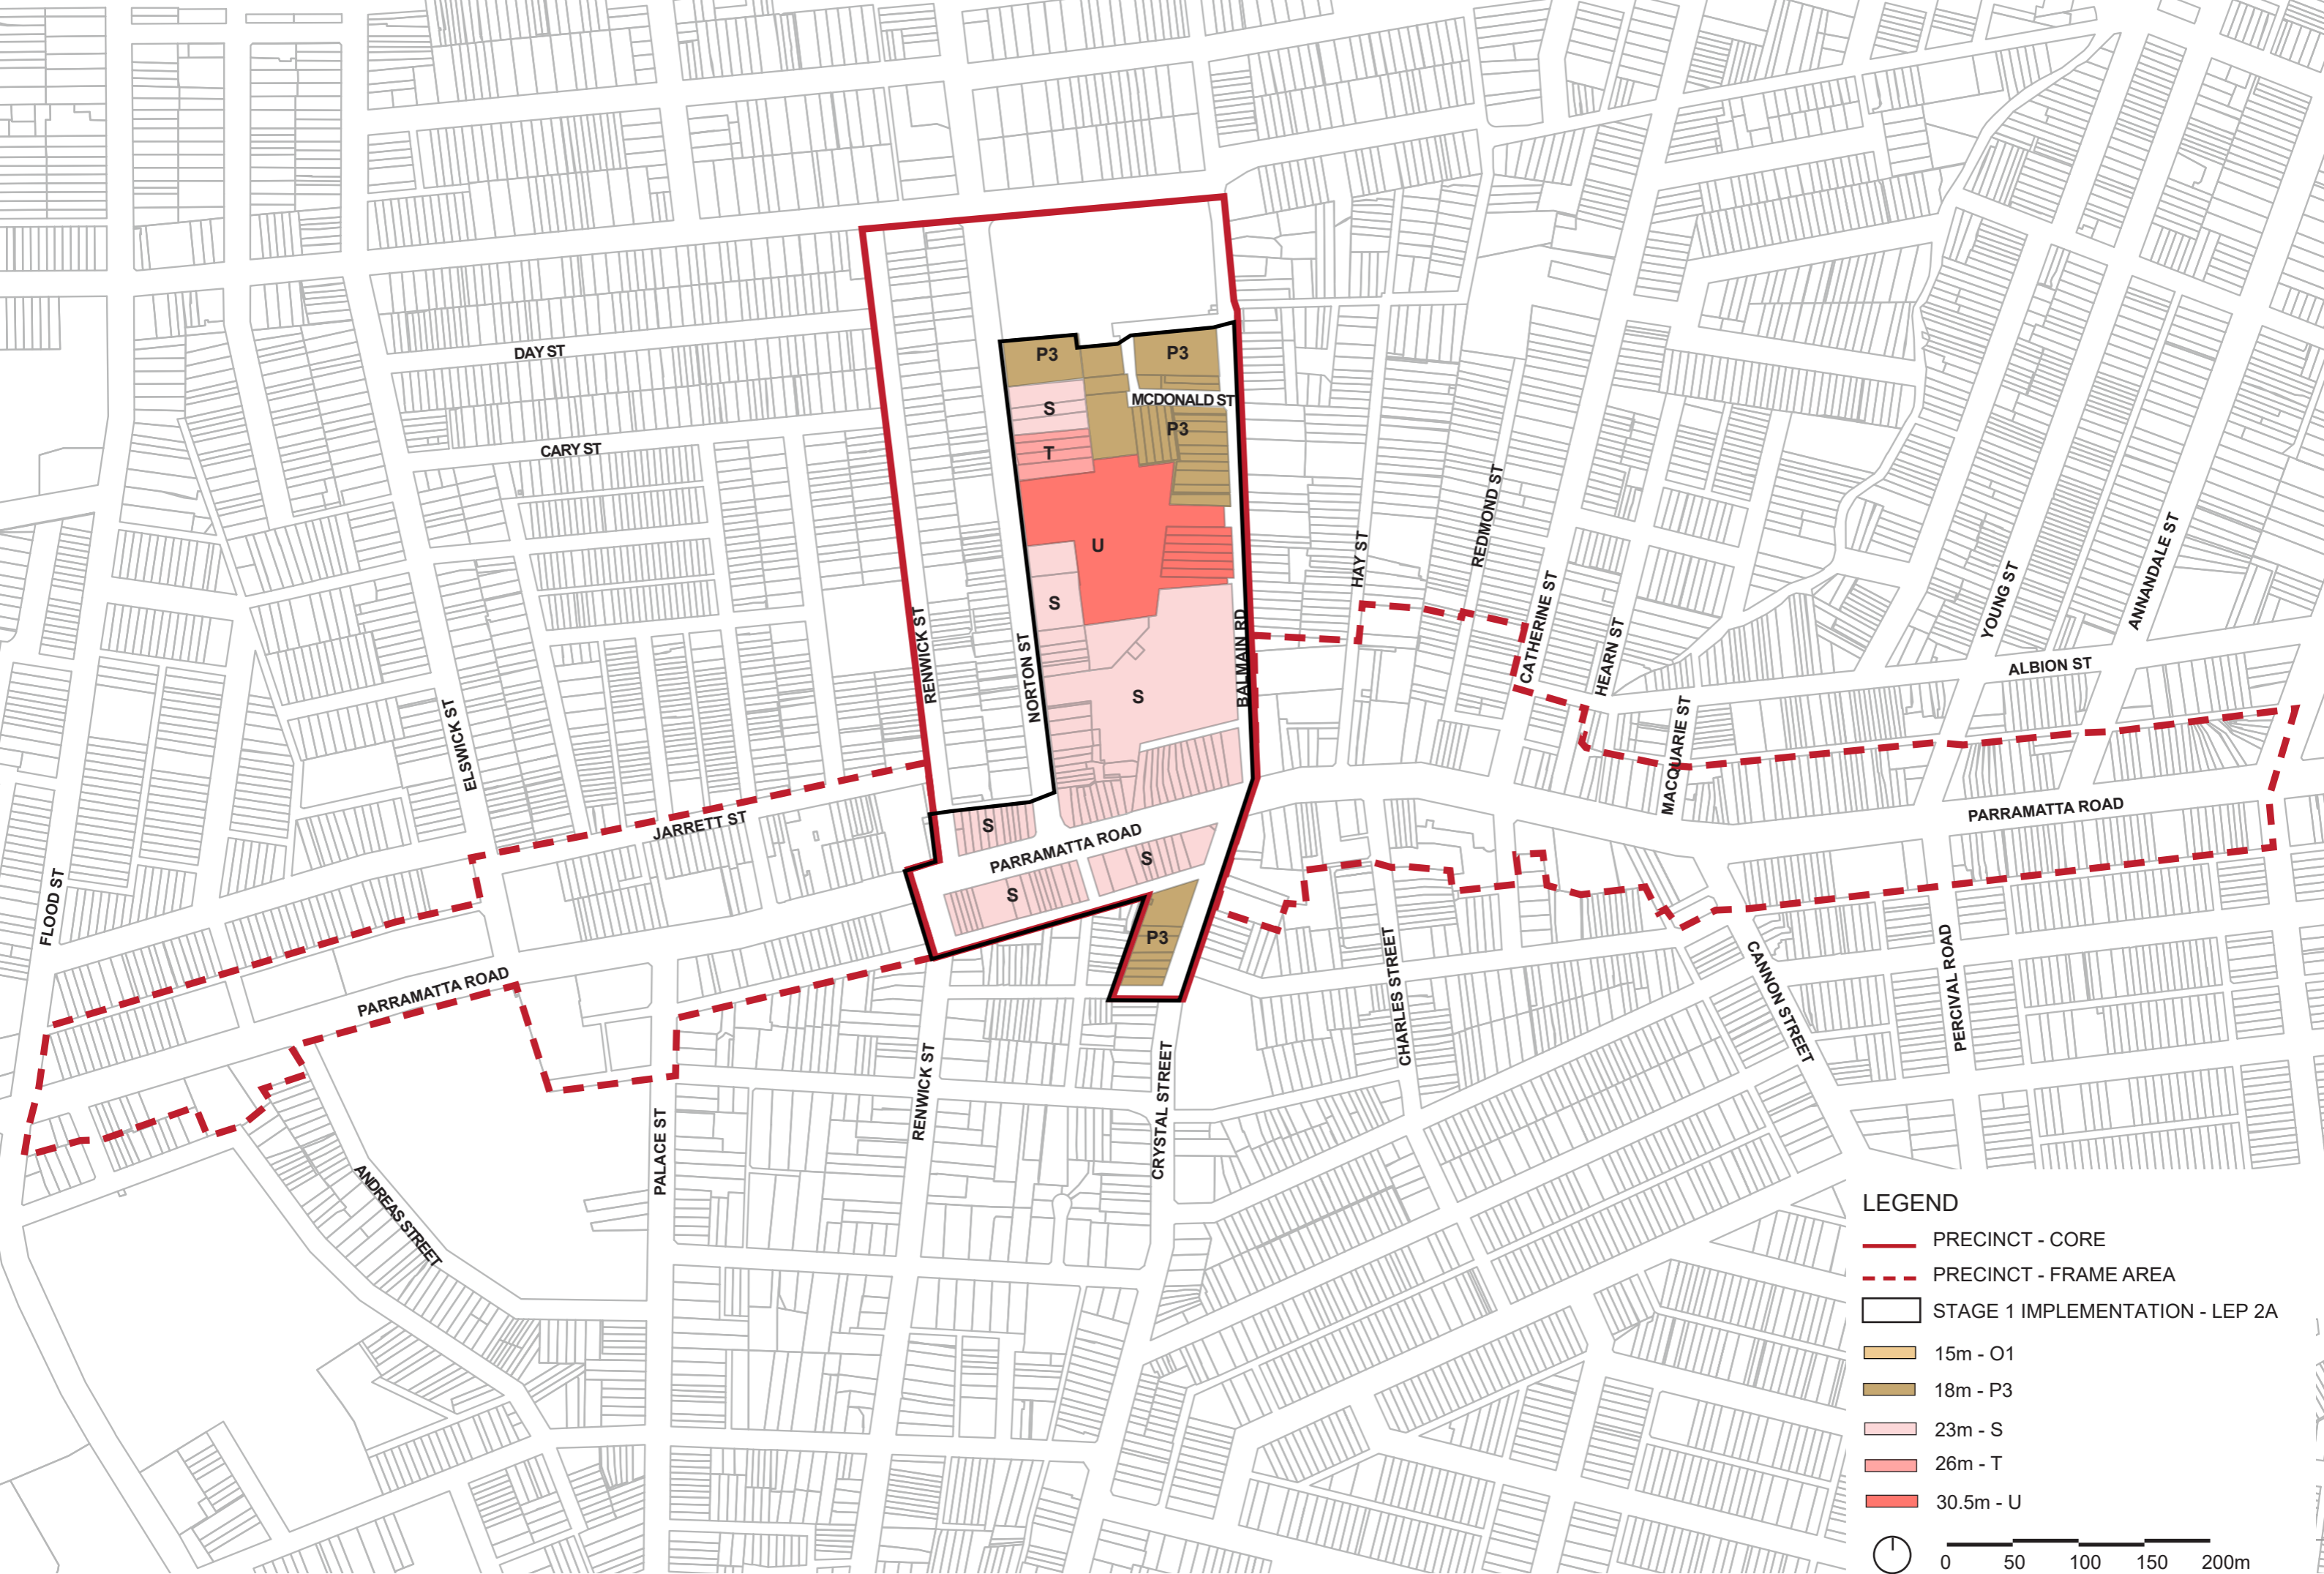 P3
P3
MCDONALD ST
S
P3
T
DAY ST
CARY ST
U
S
S
HAY ST
REDMOND ST
CATHERINE ST
HEARN ST
YOUNG ST
ANNANDALE ST
RENWICK ST
NORTON ST
BALMAIN RD
MACQUARIE ST
ALBION ST
ELSWICK ST
JARRETT ST
S
PARRAMATTA ROAD
S
S
PARRAMATTA ROAD
FLOOD ST
P3
PARRAMATTA ROAD
CHARLES STREET
CANNON STREET
PERCIVAL ROAD
RENWICK ST
CRYSTAL STREET
PALACE ST
ANDREAS STREET
LEGEND
PRECINCT - CORE
PRECINCT - FRAME AREA
STAGE 1 IMPLEMENTATION - LEP 2A
15m - O1
18m - P3
23m - S
26m - T
30.5m - U
0 50 100 150 200m